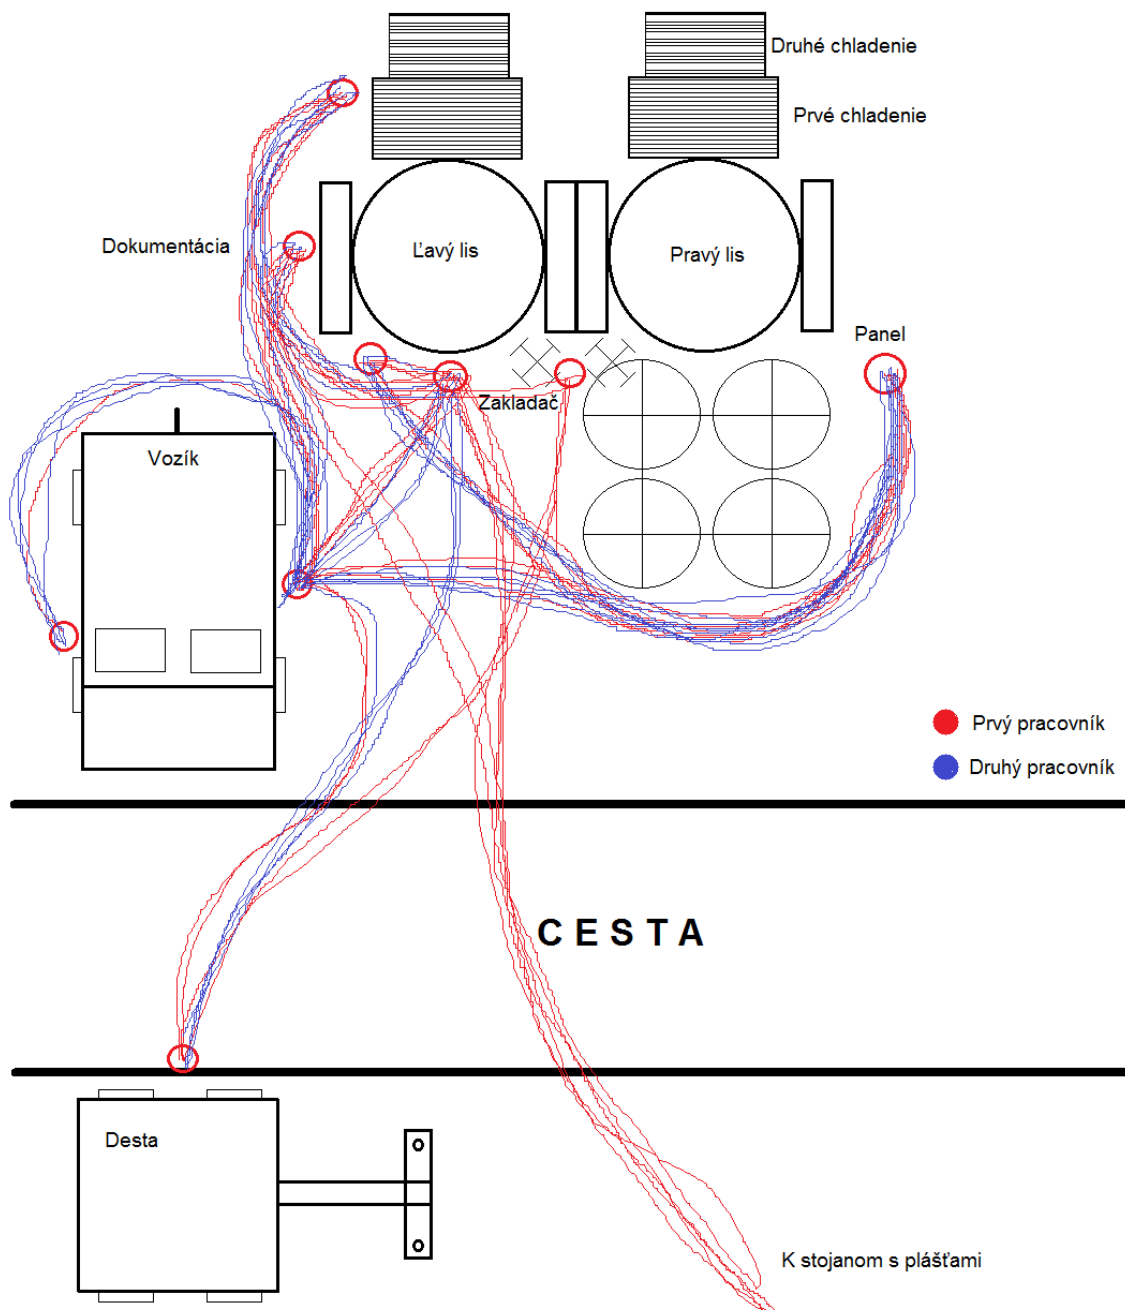 Druhé chladenie
Prvé chladenie
Dokumentácia
Ľavý lis
Pravý lis
Panel
Zakladač
Vozík
Prvý pracovník
Druhý pracovník
CESTA
Desta
K stojanom s plášťami